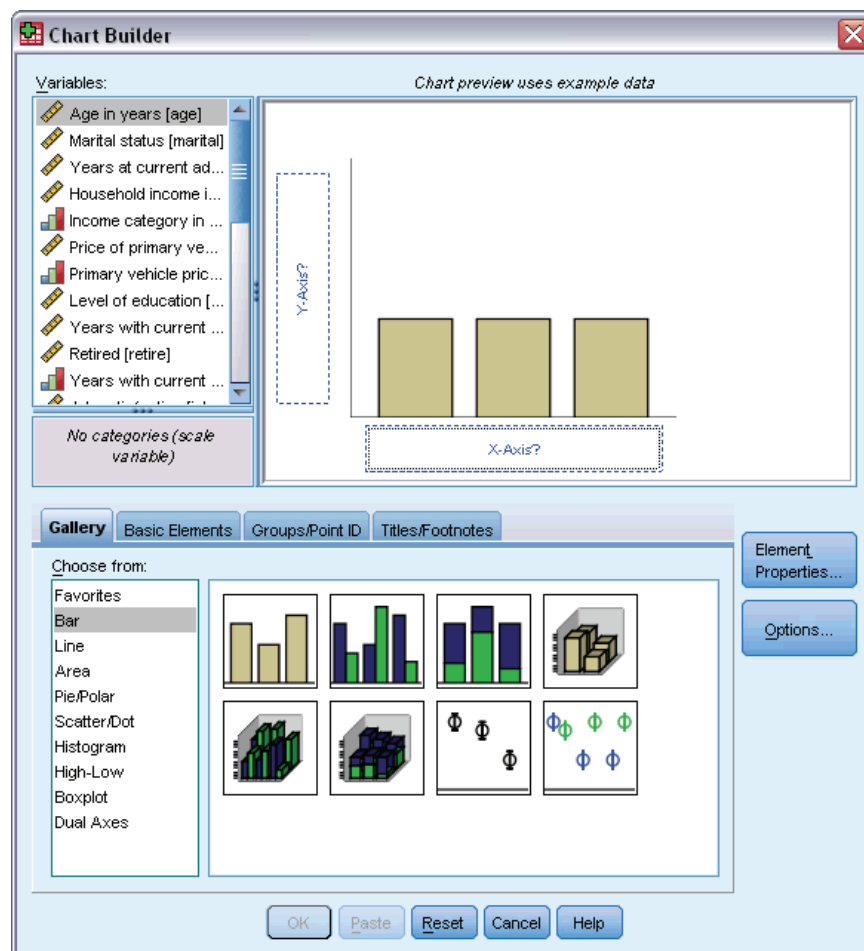 Chart Builder
Variables:
Chart preview uses example data
Age in years [age]
Marital status [marital]
Years at current ad...
Household income i...
Income category in ...
Price of primary ve...
Primary vehicle pric...
Level of education [...
Years with current ...
Retired [retire]
Years with current ...
No categories (scale
variable)
Y-Axis?
X-Axis?
Gallery
Basic Elements
Groups/Point ID
Titles/Footnotes
Choose from:
Favorites
Bar
Line
Area
Pie/Polar
Scatter/Dot
Histogram
High-Low
Boxplot
Dual Axes
Element
Properties...
Options...
OK
Paste
Reset
Cancel
Help